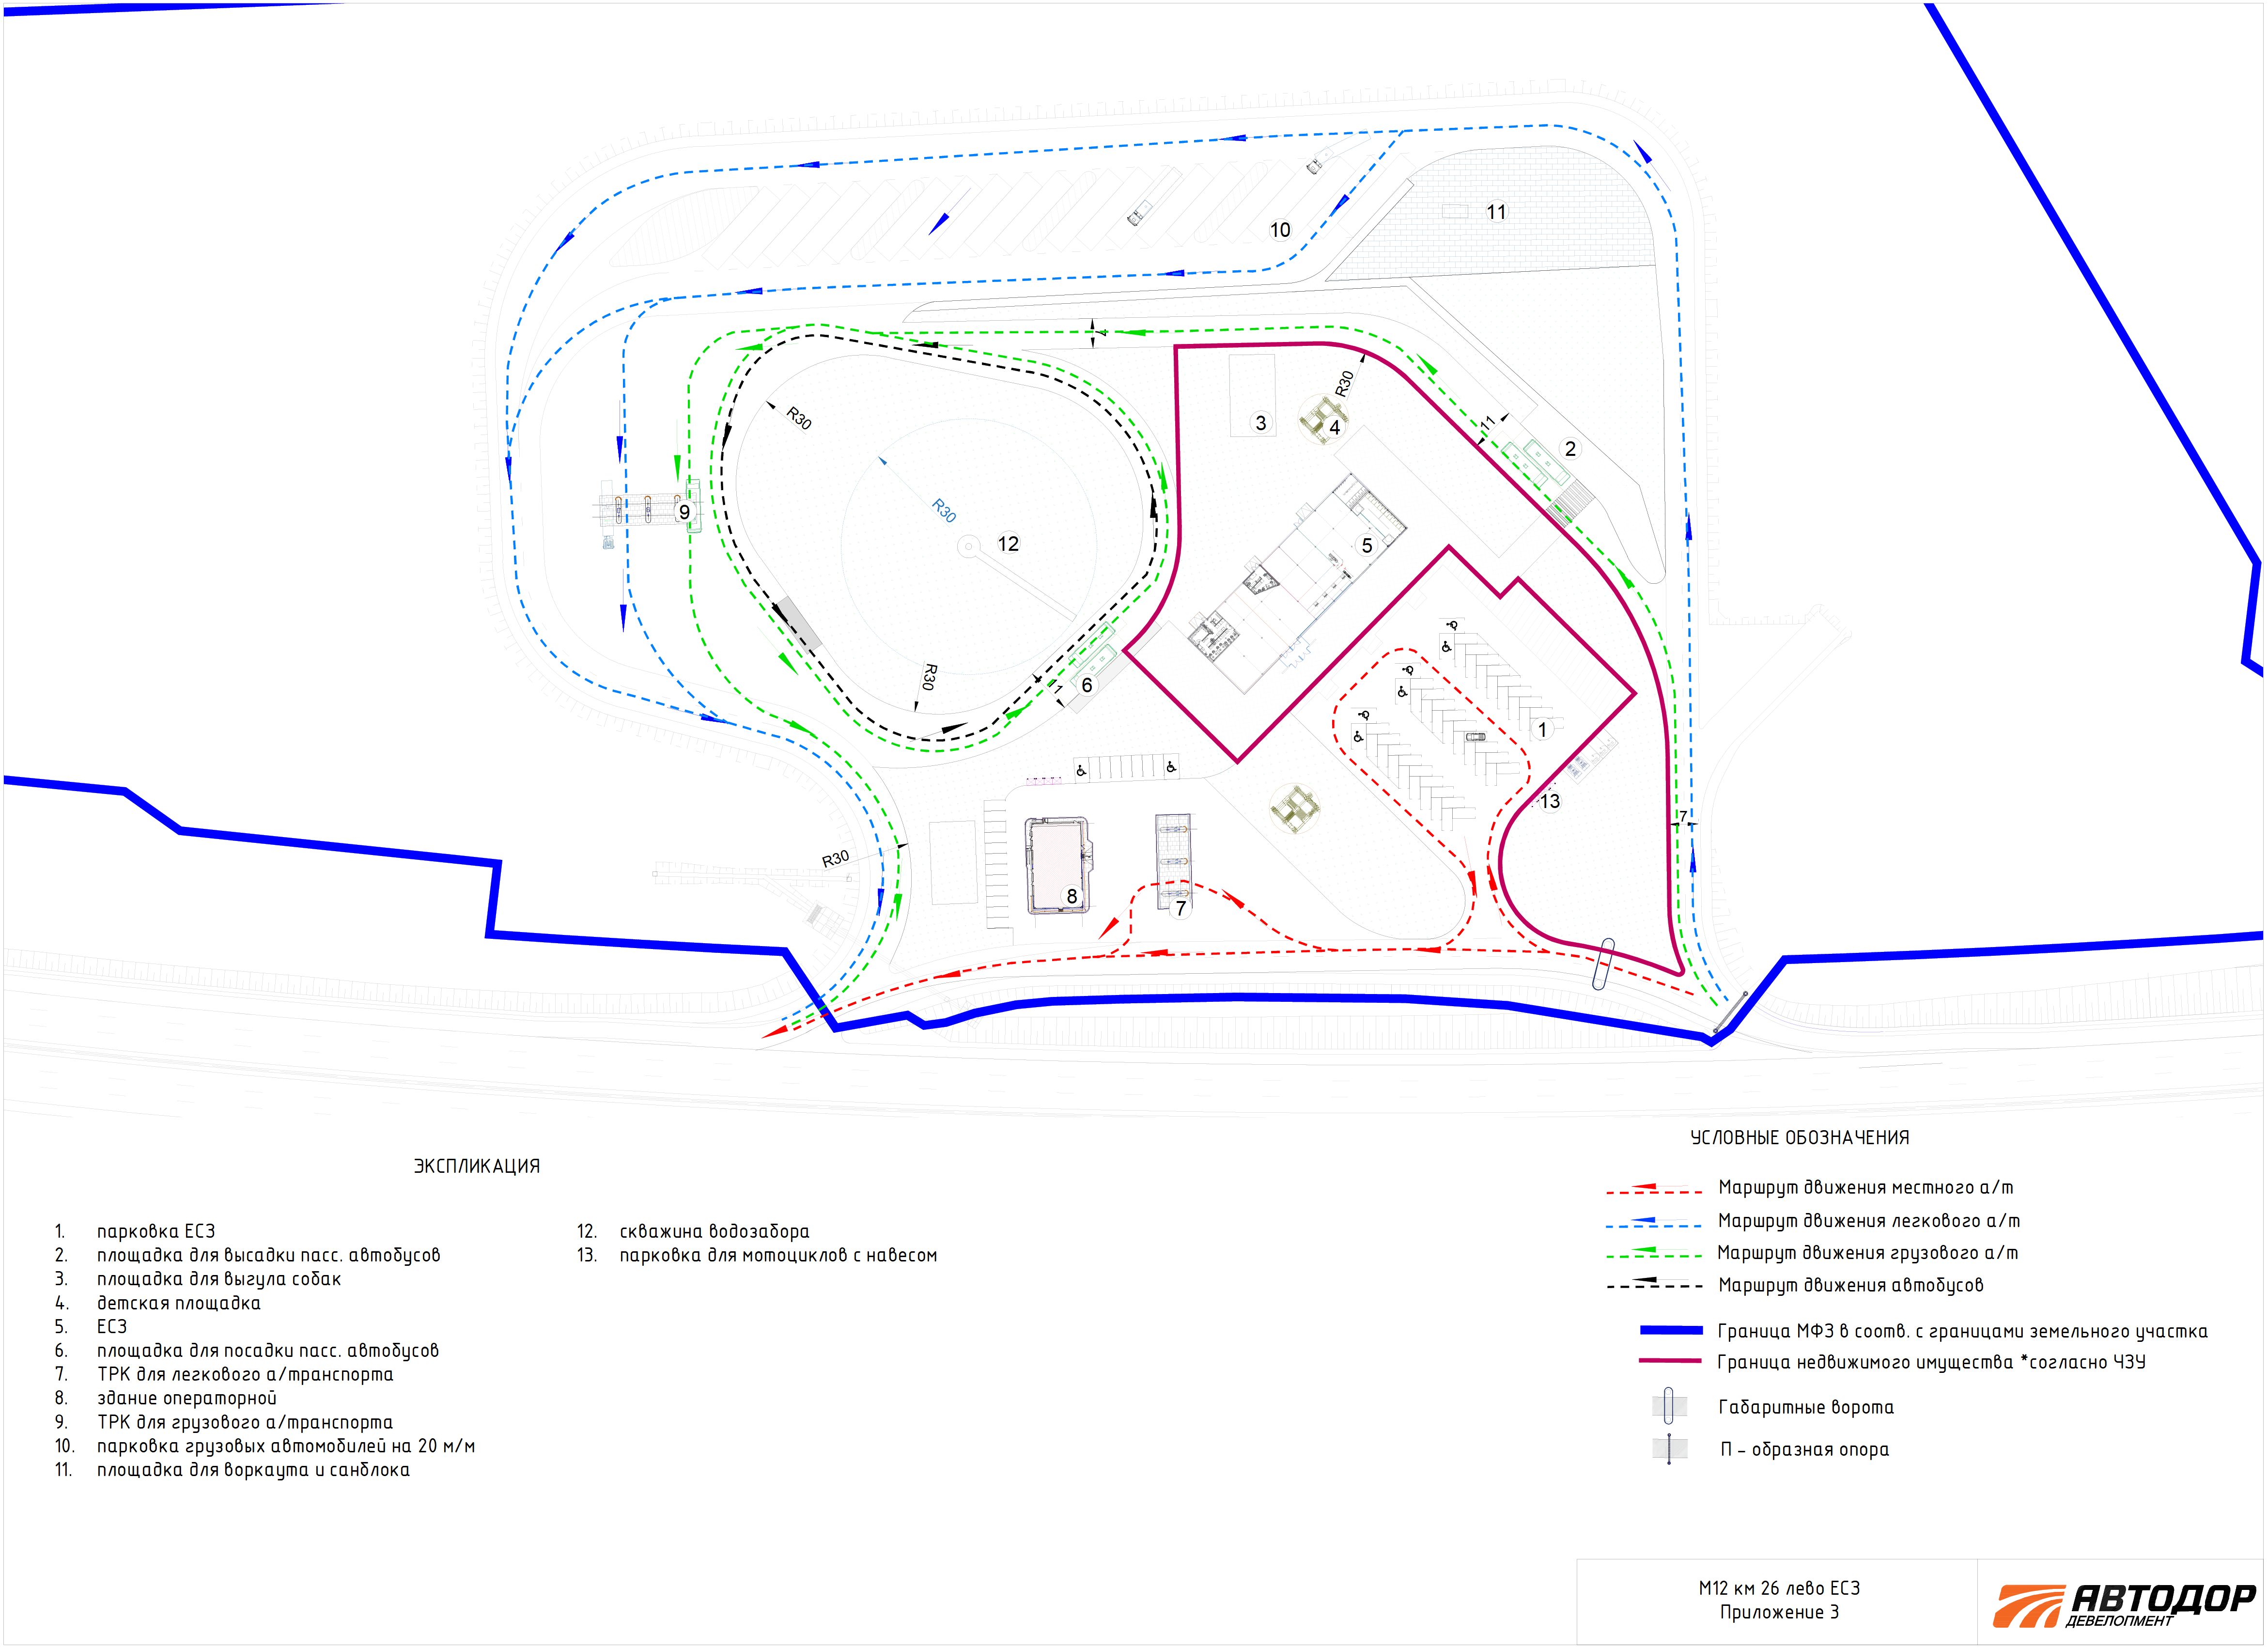 10
11
7
R30
11
2
3
4
R30
R30
9
12
5
R30
11
6
1
13
7
R30
8
7
УСЛОВНЫЕ ОБОЗНАЧЕНИЯ
Маршрут движения местного а/т
Маршрут движения легкового а/т
Маршрут движения грузового а/т
Маршрут движения автобусов
Граница МФЗ в соотв. с границами земельного участка
Граница недвижимого имущества *согласно ЧЗУ
Габаритные ворота
П - образная опора
ЭКСПЛИКАЦИЯ
1. парковка ЕСЗ
2. площадка для высадки пасс. автобусов
3. площадка для выгула собак
4. детская площадка
5. ЕСЗ
6. площадка для посадки пасс. автобусов
7. ТРК для легкового а/транспорта
8. здание операторной
9. ТРК для грузового а/транспорта
10. парковка грузовых автомобилей на 20 м/м
11. площадка для воркаута и санблока
12. скважина водозабора
13. парковка для мотоциклов с навесом
М12 км 26 лево ЕСЗ
Приложение 3
АВТОДОР
ДЕВЕЛОПМЕНТ